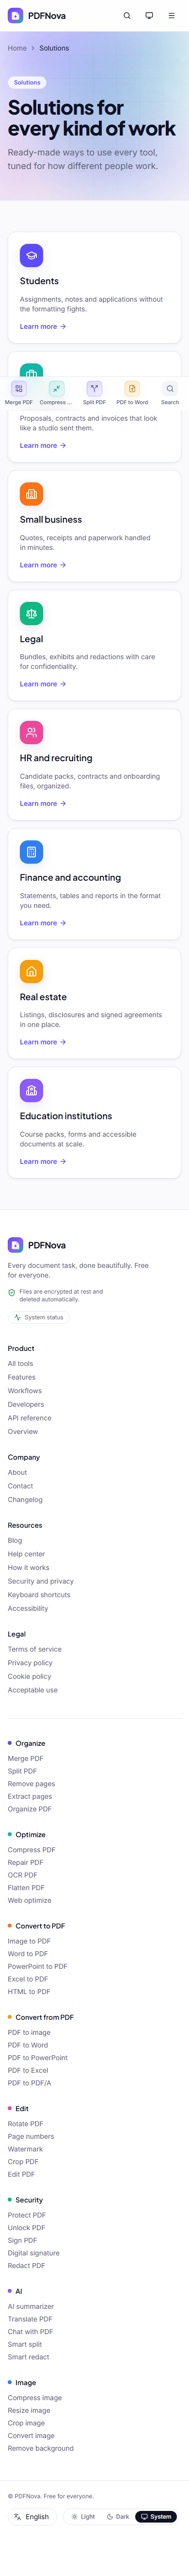 PDFNova
Home > Solutions
Solutions
Solutions for
every kind of work
Ready-made ways to use every tool,
tuned for how different people work.
Students
Assignments, notes and applications without
the formatting fights.
Learn more →
Merge PDF
Compress ...
Split PDF
PDF to Word
Search
Proposals, contracts and invoices that look
like a studio sent them.
Learn more →
Small business
Quotes, receipts and paperwork handled
in minutes.
Learn more →
Legal
Bundles, exhibits and redactions with care
for confidentiality.
Learn more →
HR and recruiting
Candidate packs, contracts and onboarding
files, organized.
Learn more →
Finance and accounting
Statements, tables and reports in the format
you need.
Learn more →
Real estate
Listings, disclosures and signed agreements
in one place.
Learn more →
Education institutions
Course packs, forms and accessible
documents at scale.
Learn more →
PDFNova
Every document task, done beautifully. Free
for everyone.
Files are encrypted at rest and
deleted automatically.
System status
Product
All tools
Features
Workflows
Developers
API reference
Overview
Company
About
Contact
Changelog
Resources
Blog
Help center
How it works
Security and privacy
Keyboard shortcuts
Accessibility
Legal
Terms of service
Privacy policy
Cookie policy
Acceptable use
Organize
Merge PDF
Split PDF
Remove pages
Extract pages
Organize PDF
Optimize
Compress PDF
Repair PDF
OCR PDF
Flatten PDF
Web optimize
Convert to PDF
Image to PDF
Word to PDF
PowerPoint to PDF
Excel to PDF
HTML to PDF
Convert from PDF
PDF to image
PDF to Word
PDF to PowerPoint
PDF to Excel
PDF to PDF/A
Edit
Rotate PDF
Page numbers
Watermark
Crop PDF
Edit PDF
Security
Protect PDF
Unlock PDF
Sign PDF
Digital signature
Redact PDF
AI
AI summarizer
Translate PDF
Chat with PDF
Smart split
Smart redact
Image
Compress image
Resize image
Crop image
Convert image
Remove background
© PDFNova. Free for everyone.
English
Light
Dark
System